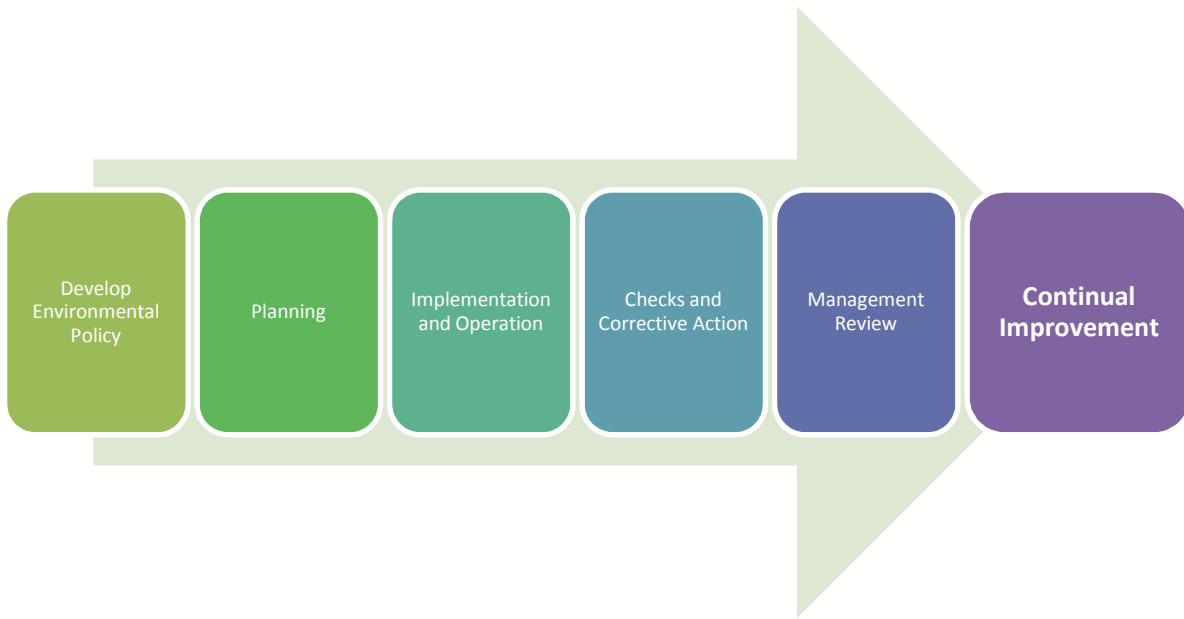 Develop
Environmental
Policy
Planning
Implementation
and Operation
Checks and
Corrective Action
Management
Review
Continual
Improvement